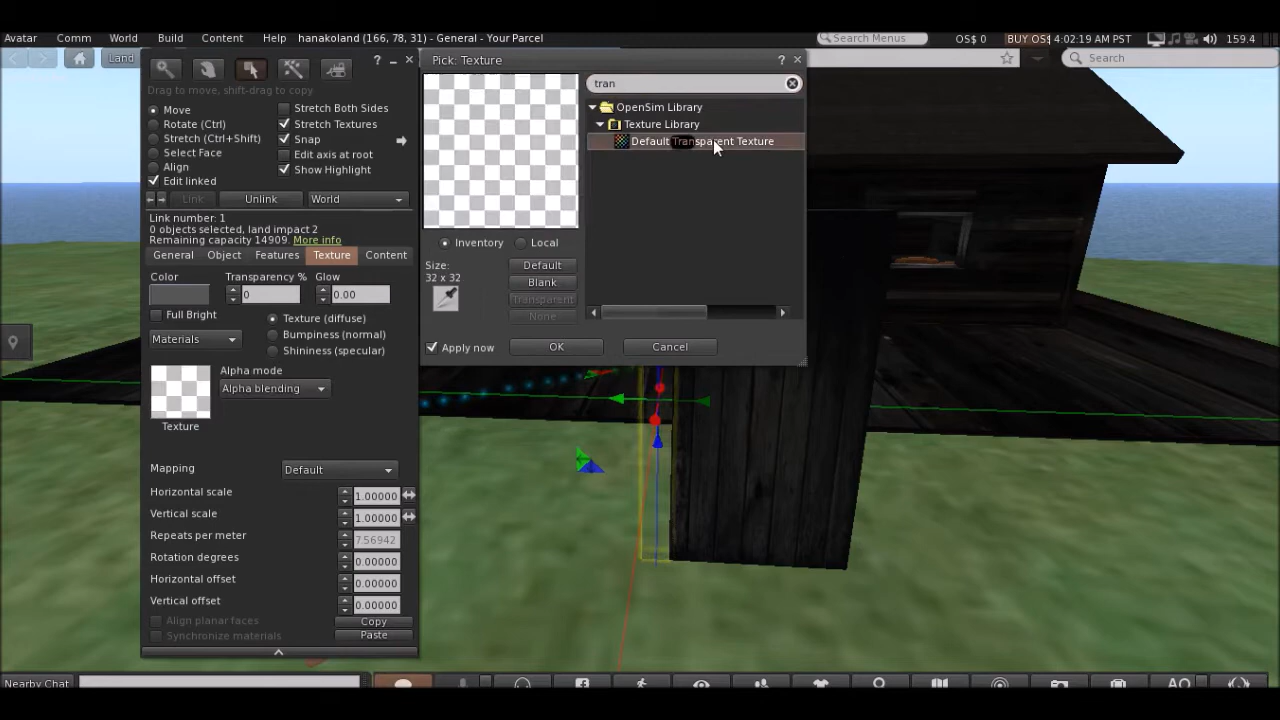 Avatar Comm World Build Content Help hanakoland (166, 78, 31) - General - Your Parcel Search Menus OS$ 0 BUY OS$ 4:02:19 AM PST 159.4
Land Search
Drag to move, shift-drag to copy
Move
Rotate (Ctrl)
Stretch (Ctrl+Shift)
Select Face
Align
Edit linked
Stretch Both Sides
Stretch Textures
Snap
Edit axis at root
Show Highlight
Link Unlink World
Link number: 1
0 objects selected, land impact 2
Remaining capacity 14909. More info
General Object Features Texture Content
Color Transparency % Glow
0 0.00
Full Bright
Texture (diffuse)
Bumpiness (normal)
Shininess (specular)
Materials
Alpha mode
Alpha blending
Texture
Mapping Default
Horizontal scale 1.00000
Vertical scale 1.00000
Repeats per meter 7.56942
Rotation degrees 0.00000
Horizontal offset 0.00000
Vertical offset 0.00000
Align planar faces Copy
Synchronize materials Paste
Pick: Texture
tran
OpenSim Library
Texture Library
Default Transparent Texture
Inventory Local
Size:
32 x 32
Default
Blank
Transparent
None
Apply now OK Cancel
Nearby Chat AO